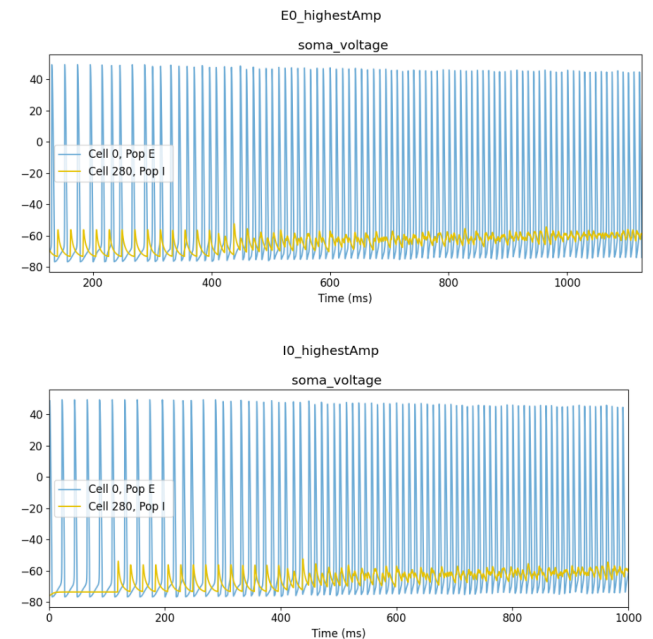 E0_highestAmp
soma_voltage
40
20
0
−20
−40
−60
−80
Cell 0, Pop E
Cell 280, Pop I
200 400 600 800 1000
Time (ms)
I0_highestAmp
soma_voltage
40
20
0
−20
−40
−60
−80
Cell 0, Pop E
Cell 280, Pop I
0 200 400 600 800 1000
Time (ms)